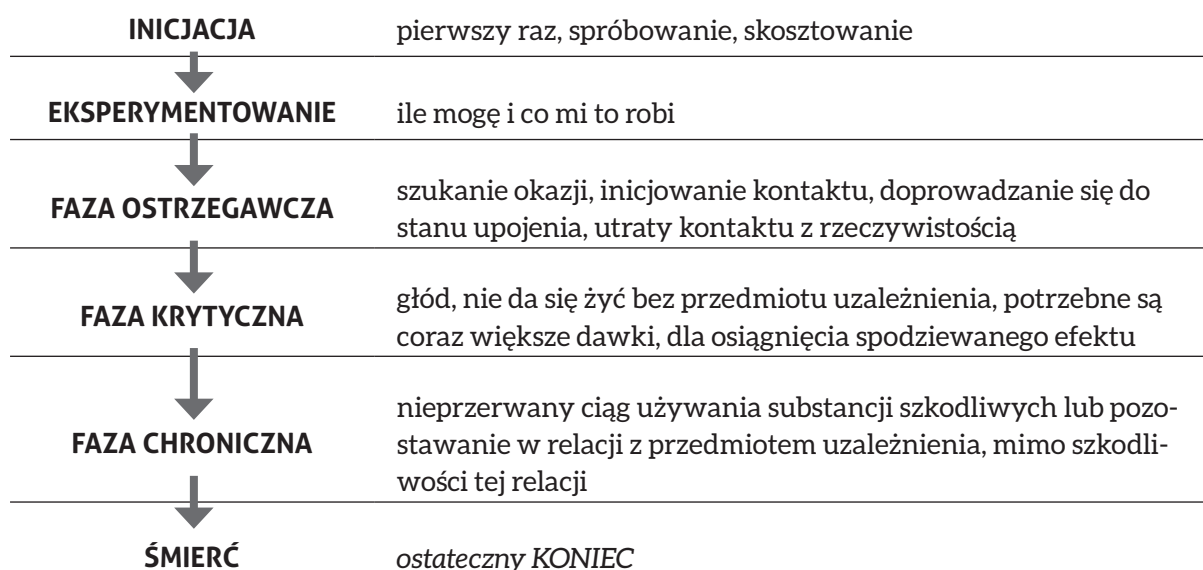 INICJACJA pierwszy raz, spróbowanie, skosztowanie
EKSPERYMENTOWANIE ile mogę i co mi to robi
FAZA OSTRZEGAWCZA szukanie okazji, inicjowanie kontaktu, doprowadzanie się do
stanu upojenia, utraty kontaktu z rzeczywistością
FAZA KRYTYCZNA głód, nie da się żyć bez przedmiotu uzależnienia, potrzebne są
coraz większe dawki, dla osiągnięcia spodziewanego efektu
FAZA CHRONICZNA nieprzerwany ciąg używania substancji szkodliwych lub pozo-
stawanie w relacji z przedmiotem uzależnienia, mimo szkodli-
wości tej relacji
ŚMIERĆ ostateczny KONIEC